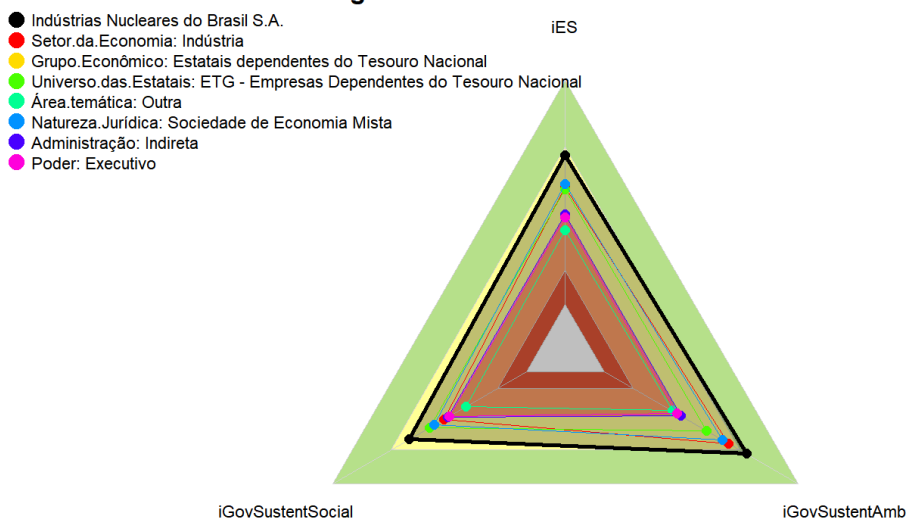 Indústrias Nucleares do Brasil S.A.
Setor.da.Economia: Indústria
Grupo.Econômico: Estatais dependentes do Tesouro Nacional
Universo.das.Estatais: ETG - Empresas Dependentes do Tesouro Nacional
Área.temática: Outra
Natureza.Jurídica: Sociedade de Economia Mista
Administração: Indireta
Poder: Executivo
iES
iGovSustentSocial
iGovSustentAmb